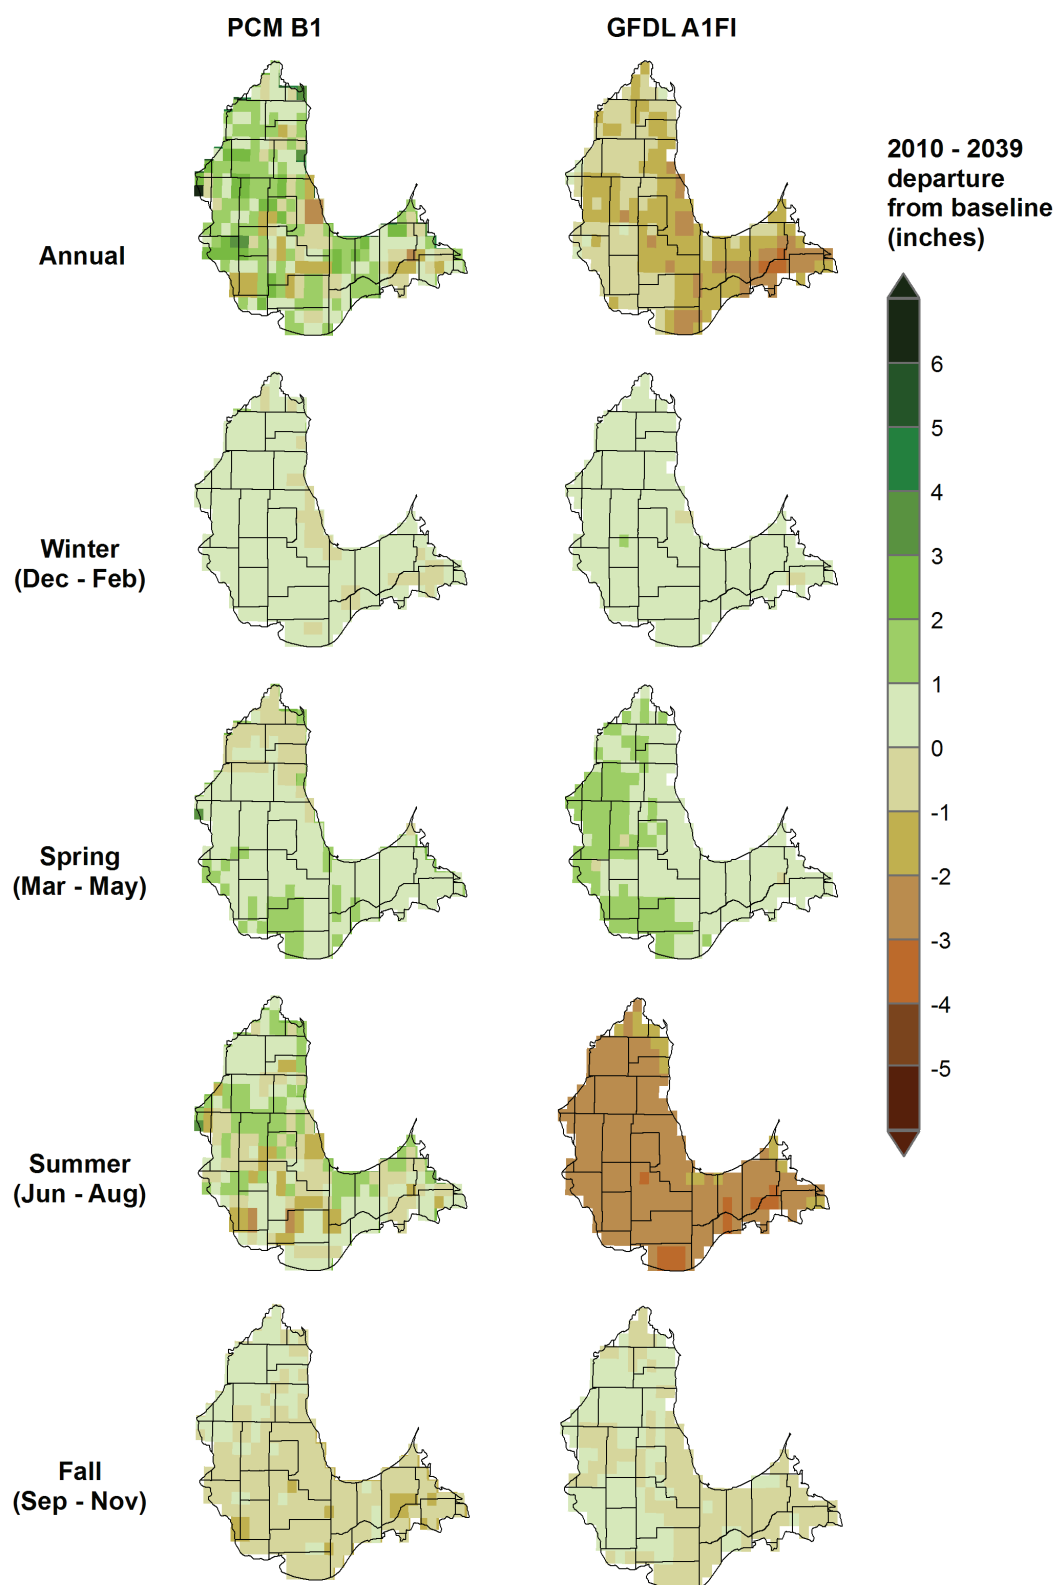 PCM B1
GFDL A1FI
2010 - 2039
departure
from baseline
(inches)
Annual
6
5
4
3
2
1
0
-1
-2
-3
-4
-5
Winter
(Dec - Feb)
Spring
(Mar - May)
Summer
(Jun - Aug)
Fall
(Sep - Nov)